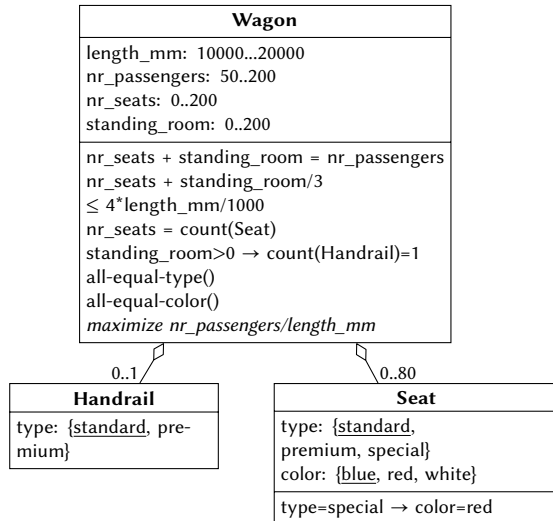 Wagon
length_mm: 10000...20000
nr_passengers: 50..200
nr_seats: 0..200
standing_room: 0..200
nr_seats + standing_room = nr_passengers
nr_seats + standing_room/3
≤ 4*length_mm/1000
nr_seats = count(Seat)
standing_room>0 → count(Handrail)=1
all-equal-type()
all-equal-color()
maximize nr_passengers/length_mm
0..1
0..80
Handrail
type: {standard, pre-
mium}
Seat
type: {standard,
premium, special}
color: {blue, red, white}
type=special → color=red